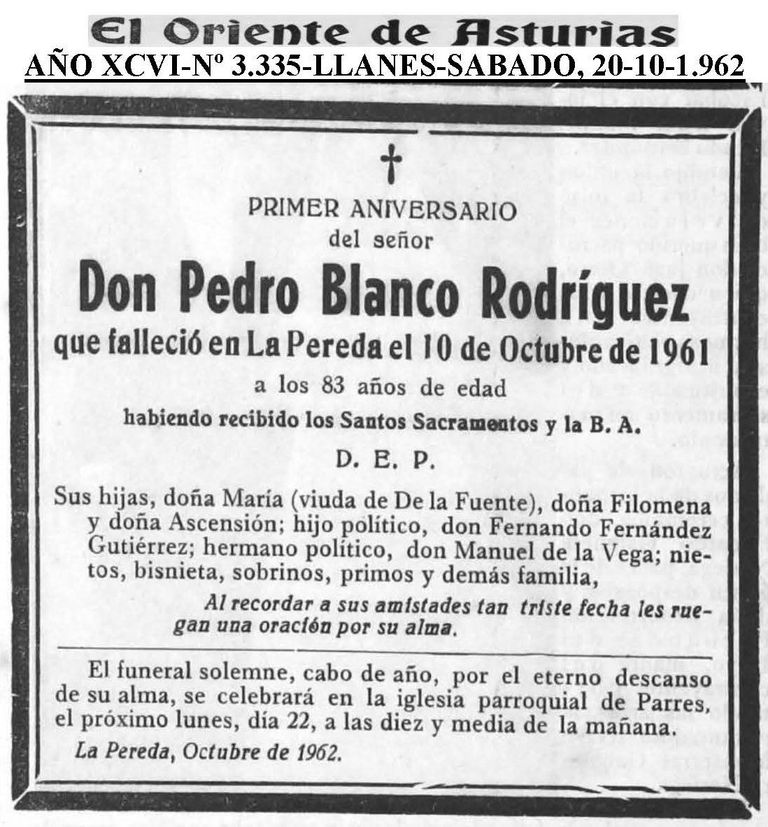 El Oriente de Asturias
AÑO XCVI-Nº 3.335-LLANES-SABADO, 20-10-1.962
PRIMER ANIVERSARIO
del señor
Don Pedro Blanco Rodríguez
que falleció en La Pereda el 10 de Octubre de 1961
a los 83 años de edad
habiendo recibido los Santos Sacramentos y la B. A.
D. E. P.
Sus hijas, doña María (viuda de De la Fuente), doña Filomena
y doña Ascensión; hijo político, don Fernando Fernández
Gutiérrez; hermano político, don Manuel de la Vega; nie-
tos, bisnieta, sobrinos, primos y demás familia,
Al recordar a sus amistades tan triste fecha les rue-
gan una oración por su alma.
El funeral solemne, cabo de año, por el eterno descanso
de su alma, se celebrará en la iglesia parroquial de Parres,
el próximo lunes, día 22, a las diez y media de la mañana.
La Pereda, Octubre de 1962.